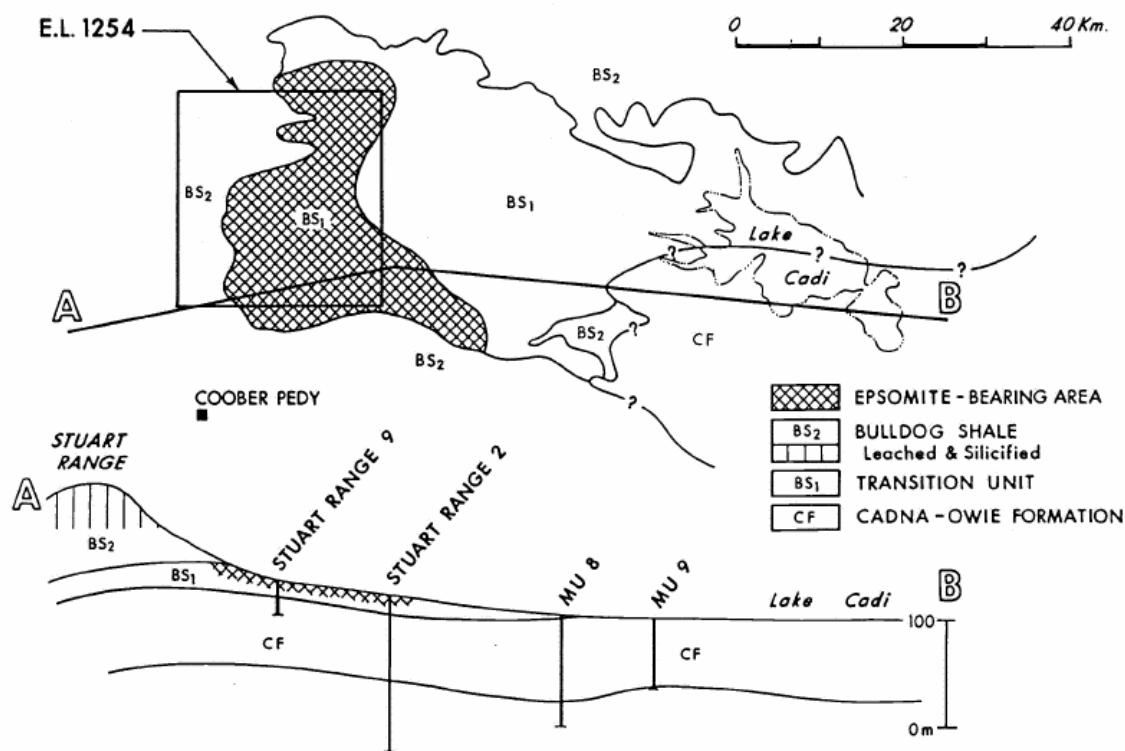 E.L. 1254
0 20 40 Km.
BS2
BS2
BS1
BS1
Lake
?
?
?
Cadi
A
B
BS2
?
BS2
CF
?
COOBER PEDY
EPSOMITE-BEARING AREA
BS2 BULLDOG SHALE
Leached & Silicified
BS1 TRANSITION UNIT
CF CADNA-OWIE FORMATION
STUART
RANGE
A
STUART RANGE 9
STUART RANGE 2
MU 8
MU 9
BS2
BS1
Lake Cadi
B
100
CF
CF
0m